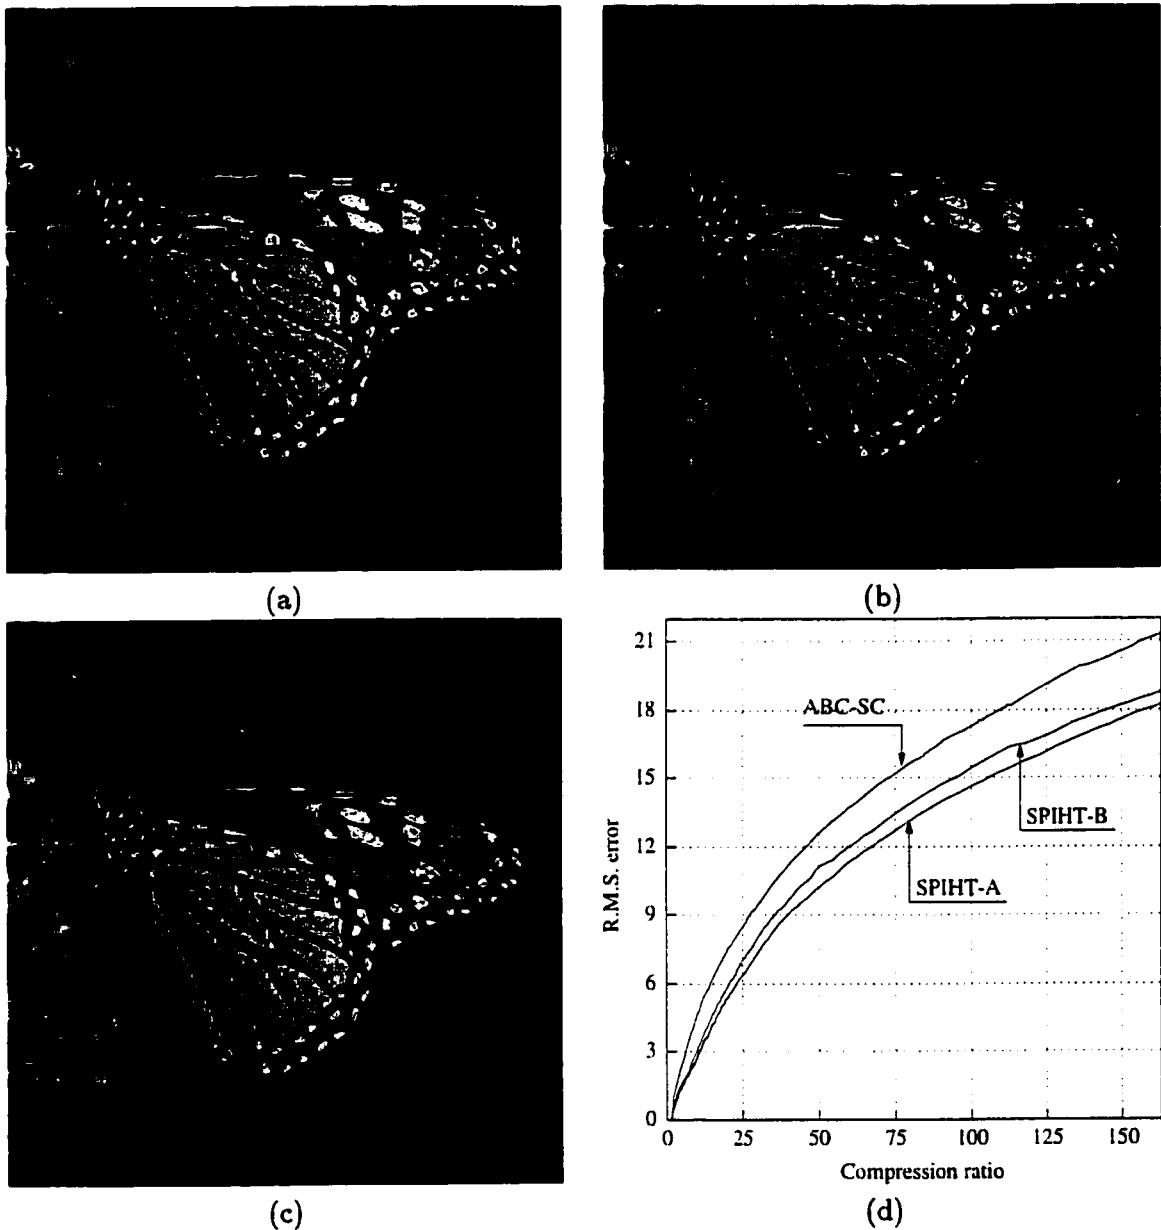 (a)
(b)
(c)
21
18
15
12
9
6
3
0
R.M.S. error
ABC-SC
SPIHT-B
SPIHT-A
0 25 50 75 100 125 150
Compression ratio
(d)